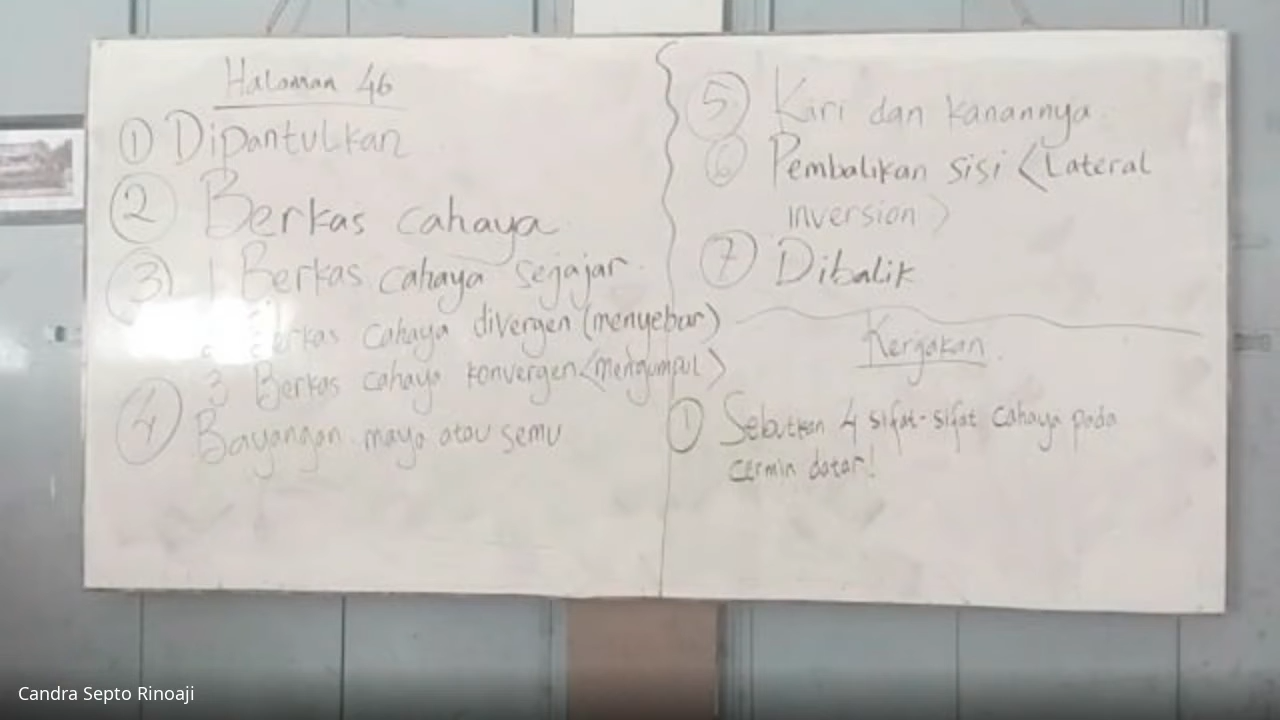 Halaman 46
① Dipantulkan
② Berkas cahaya
③ 1 Berkas cahaya sejajar
2 Berkas cahaya divergen (menyebar)
3 Berkas cahaya konvergen <mengumpul>
④ Bayangan maya atau semu
⑤ Kiri dan kanannya
⑥ Pembalikan sisi <Lateral
inversion>
⑦ Dibalik
Kerjakan
① Sebutkan 4 sifat-sifat cahaya pada
cermin datar!
Candra Septo Rinoaji